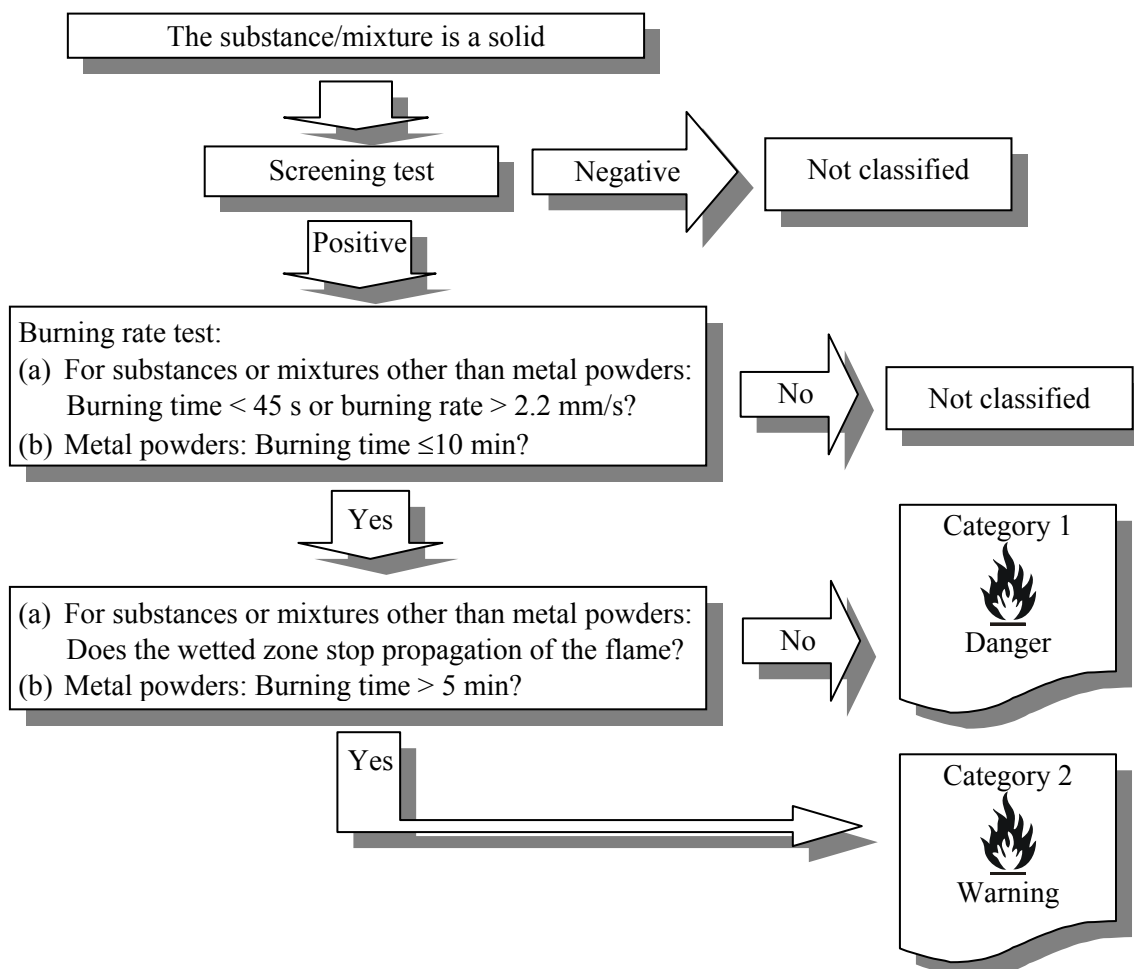 The substance/mixture is a solid
Screening test
Negative
Not classified
Positive
Burning rate test:
(a) For substances or mixtures other than metal powders:
Burning time < 45 s or burning rate > 2.2 mm/s?
(b) Metal powders: Burning time ≤10 min?
No
Not classified
Yes
Category 1
Danger
(a) For substances or mixtures other than metal powders:
Does the wetted zone stop propagation of the flame?
(b) Metal powders: Burning time > 5 min?
No
Yes
Category 2
Warning